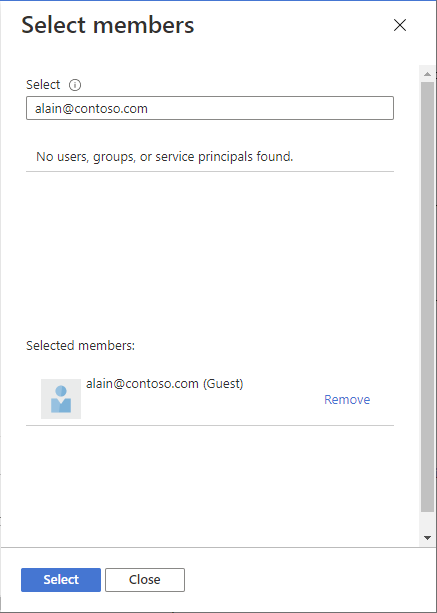 Select members
Select
alain@contoso.com
No users, groups, or service principals found.
Selected members:
alain@contoso.com (Guest)
Remove
Select
Close